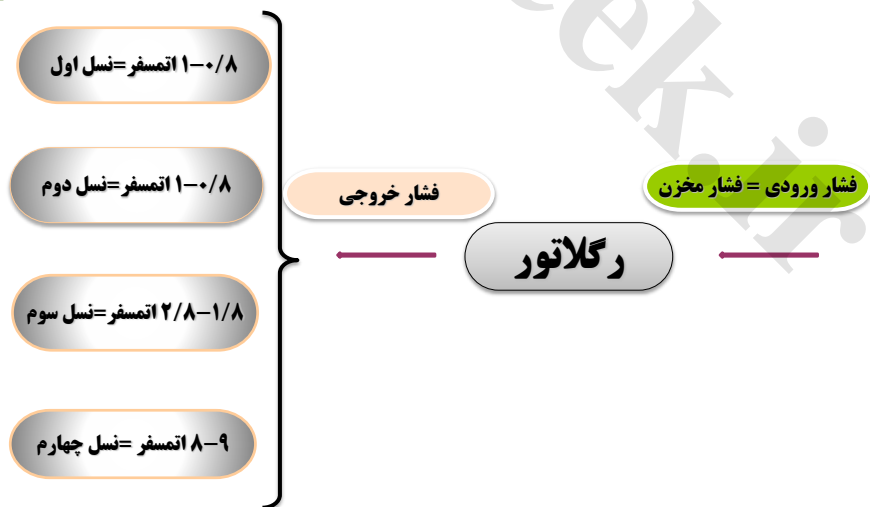 فشار ورودی = فشار مخزن
رگلاتور
فشار خروجی
۱–۰/۸ اتمسفر=نسل اول
۱–۰/۸ اتمسفر=نسل دوم
۲/۸–۱/۸ اتمسفر=نسل سوم
۸–۹ اتمسفر =نسل چهارم